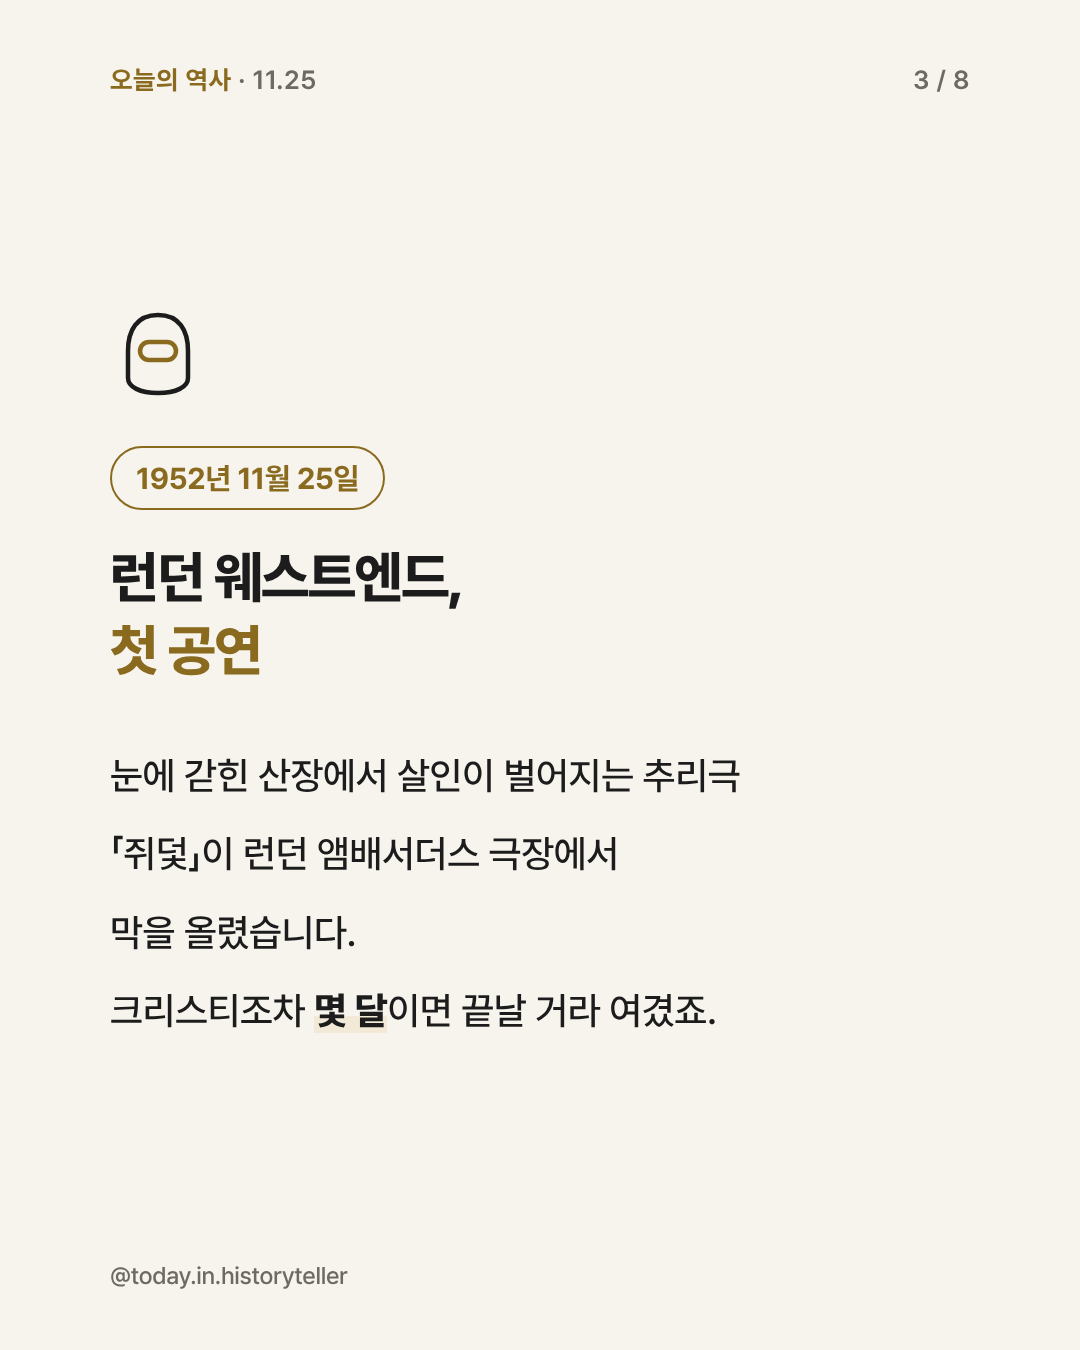 오늘의 역사 · 11.25
3 / 8
1952년 11월 25일
런던 웨스트엔드,
첫 공연
눈에 갇힌 산장에서 살인이 벌어지는 추리극
「쥐덫」이 런던 앰배서더스 극장에서
막을 올렸습니다.
크리스티조차 몇 달이면 끝날 거라 여겼죠.
@today.in.historyteller